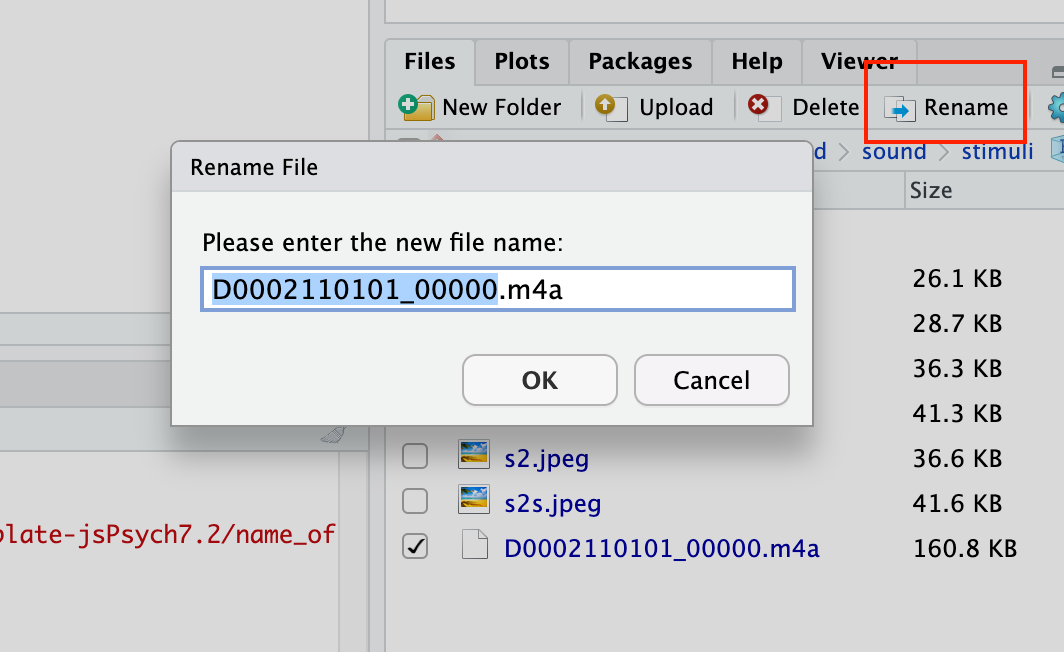 Files Plots Packages Help Viewer
New Folder Upload Delete Rename
d sound stimuli
Rename File
Size
Please enter the new file name:
D0002110101_00000.m4a
26.1 KB
28.7 KB
36.3 KB
OK Cancel
41.3 KB
s2.jpeg 36.6 KB
s2s.jpeg 41.6 KB
plate-jsPsych7.2/name_of
D0002110101_00000.m4a 160.8 KB